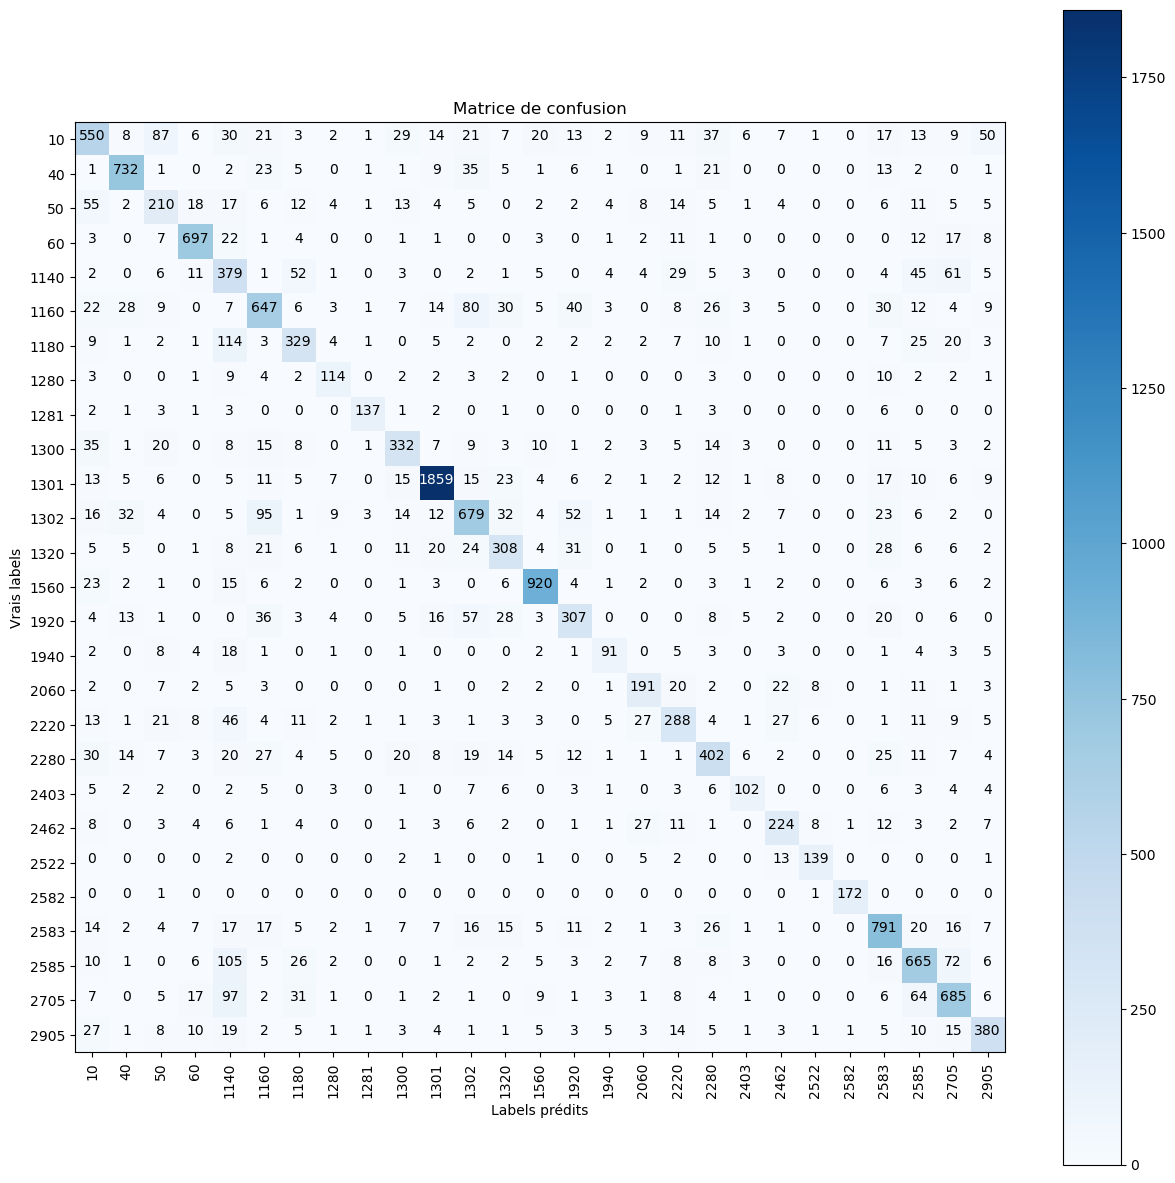 Matrice de confusion
10 550 8 87 6 30 21 3 2 1 29 14 21 7 20 13 2 9 11 37 6 7 1 0 17 13 9 50
40 1 732 1 0 2 23 5 0 1 1 9 35 5 1 6 1 0 1 21 0 0 0 0 13 2 0 1
50 55 2 210 18 17 6 12 4 1 13 4 5 0 2 2 4 8 14 5 1 4 0 0 6 11 5 5
60 3 0 7 697 22 1 4 0 0 1 1 0 0 3 0 1 2 11 1 0 0 0 0 0 12 17 8
1140 2 0 6 11 379 1 52 1 0 3 0 2 1 5 0 4 4 29 5 3 0 0 0 4 45 61 5
1160 22 28 9 0 7 647 6 3 1 7 14 80 30 5 40 3 0 8 26 3 5 0 0 30 12 4 9
1180 9 1 2 1 114 3 329 4 1 0 5 2 0 2 2 2 2 7 10 1 0 0 0 7 25 20 3
1280 3 0 0 1 9 4 2 114 0 2 2 3 2 0 1 0 0 0 3 0 0 0 0 10 2 2 1
1281 2 1 3 1 3 0 0 0 137 1 2 0 1 0 0 0 0 1 3 0 0 0 0 6 0 0 0
1300 35 1 20 0 8 15 8 0 1 332 7 9 3 10 1 2 3 5 14 3 0 0 0 11 5 3 2
1301 13 5 6 0 5 11 5 7 0 15 1859 15 23 4 6 2 1 2 12 1 8 0 0 17 10 6 9
1302 16 32 4 0 5 95 1 9 3 14 12 679 32 4 52 1 1 1 14 2 7 0 0 23 6 2 0
1320 5 5 0 1 8 21 6 1 0 11 20 24 308 4 31 0 1 0 5 5 1 0 0 28 6 6 2
1560 23 2 1 0 15 6 2 0 0 1 3 0 6 920 4 1 2 0 3 1 2 0 0 6 3 6 2
1920 4 13 1 0 0 36 3 4 0 5 16 57 28 3 307 0 0 0 8 5 2 0 0 20 0 6 0
1940 2 0 8 4 18 1 0 1 0 1 0 0 0 2 1 91 0 5 3 0 3 0 0 1 4 3 5
2060 2 0 7 2 5 3 0 0 0 0 1 0 2 2 0 1 191 20 2 0 22 8 0 1 11 1 3
2220 13 1 21 8 46 4 11 2 1 1 3 1 3 3 0 5 27 288 4 1 27 6 0 1 11 9 5
2280 30 14 7 3 20 27 4 5 0 20 8 19 14 5 12 1 1 1 402 6 2 0 0 25 11 7 4
2403 5 2 2 0 2 5 0 3 0 1 0 7 6 0 3 1 0 3 6 102 0 0 0 6 3 4 4
2462 8 0 3 4 6 1 4 0 0 1 3 6 2 0 1 1 27 11 1 0 224 8 1 12 3 2 7
2522 0 0 0 0 2 0 0 0 0 2 1 0 0 1 0 0 5 2 0 0 13 139 0 0 0 0 1
2582 0 0 1 0 0 0 0 0 0 0 0 0 0 0 0 0 0 0 0 0 0 1 172 0 0 0 0
2583 14 2 4 7 17 17 5 2 1 7 7 16 15 5 11 2 1 3 26 1 1 0 0 791 20 16 7
2585 10 1 0 6 105 5 26 2 0 0 1 2 2 5 3 2 7 8 8 3 0 0 0 16 665 72 6
2705 7 0 5 17 97 2 31 1 0 1 2 1 0 9 1 3 1 8 4 1 0 0 0 6 64 685 6
2905 27 1 8 10 19 2 5 1 1 3 4 1 1 5 3 5 3 14 5 1 3 1 1 5 10 15 380
10 40 50 60 1140 1160 1180 1280 1281 1300 1301 1302 1320 1560 1920 1940 2060 2220 2280 2403 2462 2522 2582 2583 2585 2705 2905
Labels prédits
Vrais labels
1750
1500
1250
1000
750
500
250
0